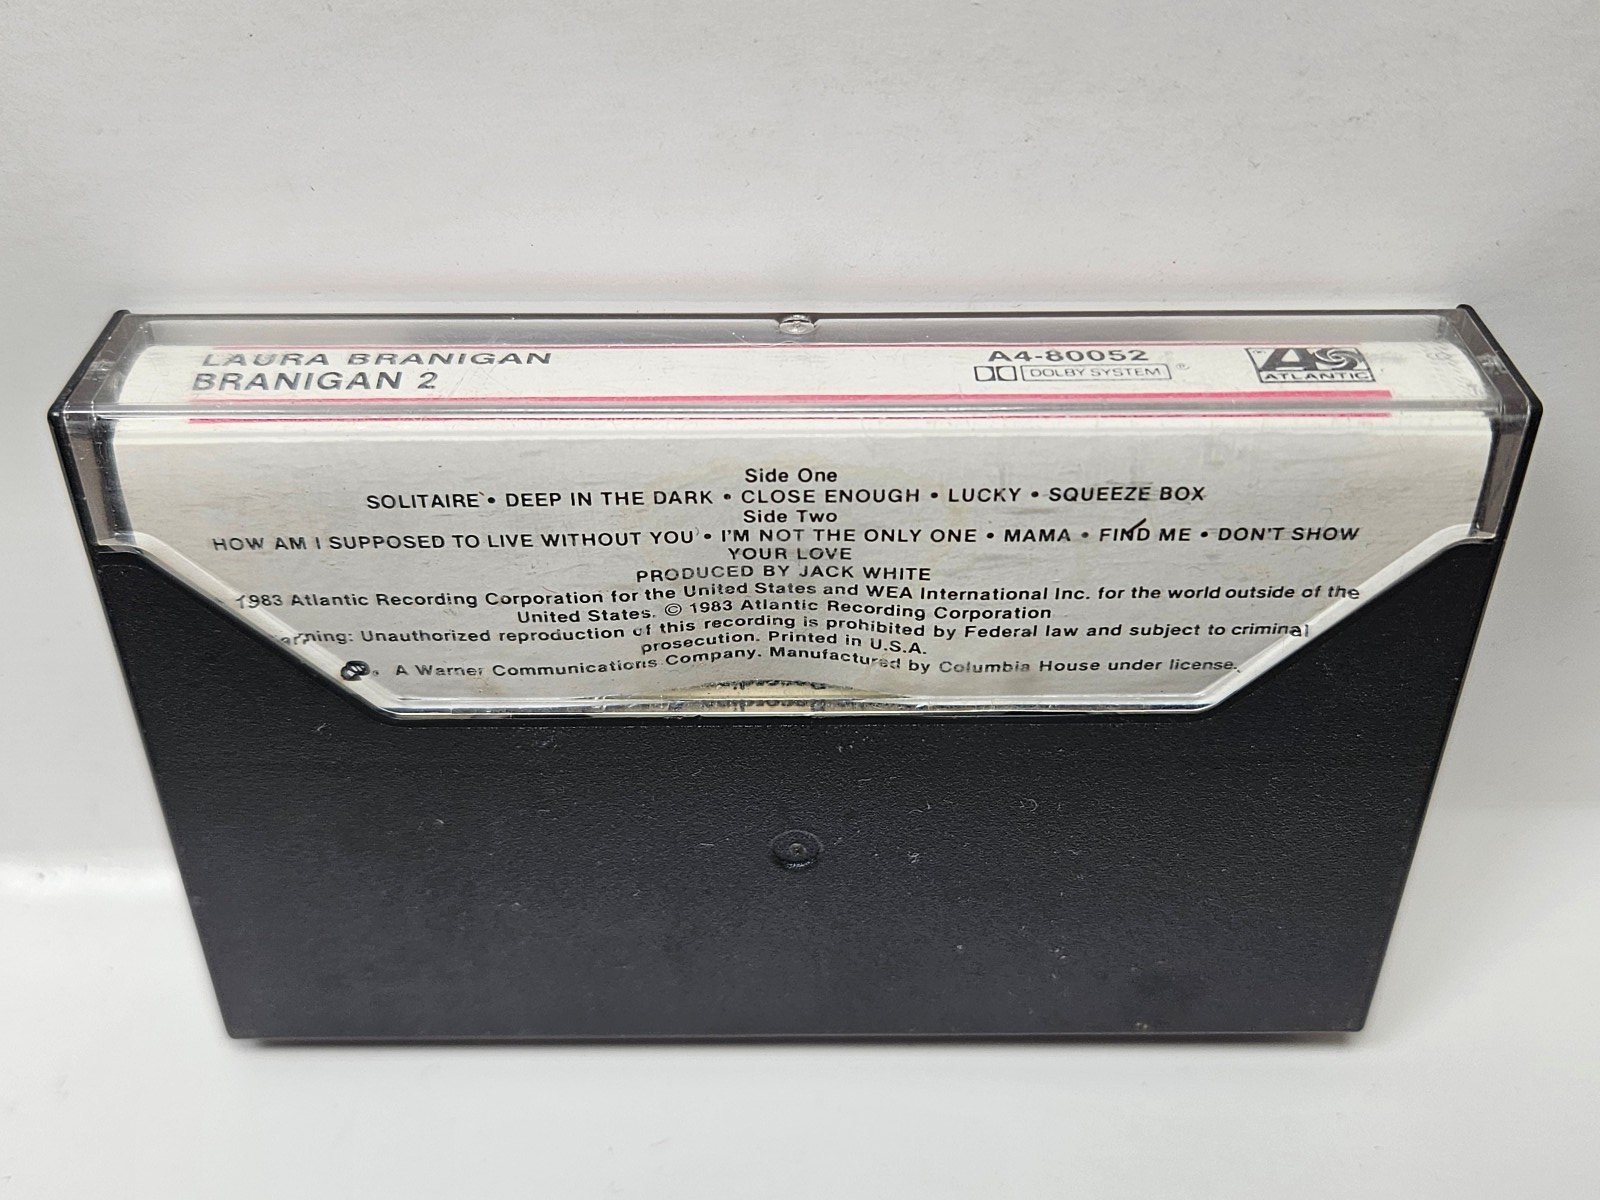 LAURA BRANIGAN
BRANIGAN 2
A4-80052
DOLBY SYSTEM ®
ATLANTIC
Side One
SOLITAIRE • DEEP IN THE DARK • CLOSE ENOUGH • LUCKY • SQUEEZE BOX
Side Two
HOW AM I SUPPOSED TO LIVE WITHOUT YOU • I'M NOT THE ONLY ONE • MAMA • FIND ME • DON'T SHOW
YOUR LOVE
PRODUCED BY JACK WHITE
1983 Atlantic Recording Corporation for the United States and WEA International Inc. for the world outside of the
United States. © 1983 Atlantic Recording Corporation
arning: Unauthorized reproduction of this recording is prohibited by Federal law and subject to criminal
prosecution. Printed in U.S.A.
A Warner Communications Company. Manufactured by Columbia House under license.